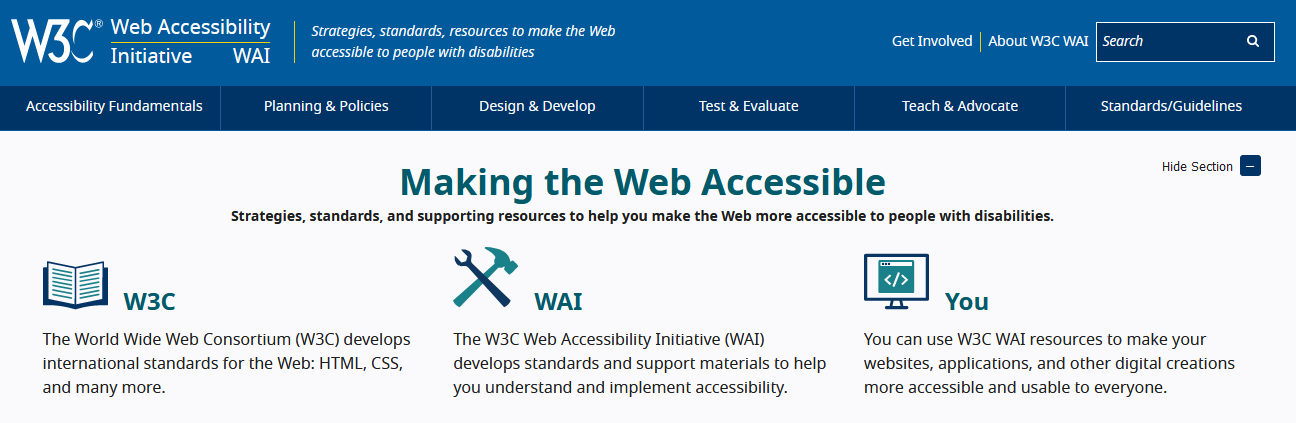 W3C® Web Accessibility
Initiative WAI
Strategies, standards, resources to make the Web
accessible to people with disabilities
Get Involved
About W3C WAI
Search
Accessibility Fundamentals
Planning & Policies
Design & Develop
Test & Evaluate
Teach & Advocate
Standards/Guidelines
Hide Section
Making the Web Accessible
Strategies, standards, and supporting resources to help you make the Web more accessible to people with disabilities.
W3C
The World Wide Web Consortium (W3C) develops
international standards for the Web: HTML, CSS,
and many more.
WAI
The W3C Web Accessibility Initiative (WAI)
develops standards and support materials to help
you understand and implement accessibility.
</>
You
You can use W3C WAI resources to make your
websites, applications, and other digital creations
more accessible and usable to everyone.